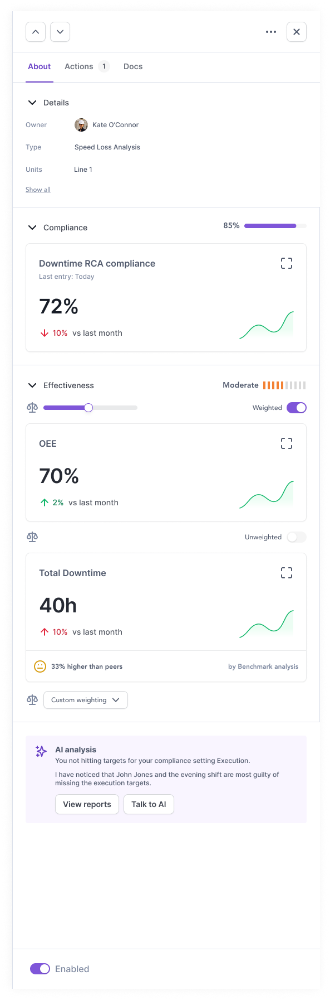 About Actions 1 Docs
Details
Owner Kate O'Connor
Type Speed Loss Analysis
Units Line 1
Show all
Compliance 85%
Downtime RCA compliance
Last entry: Today
72%
10% vs last month
Effectiveness Moderate
Weighted
OEE
70%
2% vs last month
Unweighted
Total Downtime
40h
10% vs last month
33% higher than peers by Benchmark analysis
Custom weighting
AI analysis
You not hitting targets for your compliance setting Execution.
I have noticed that John Jones and the evening shift are most guilty of
missing the execution targets.
View reports Talk to AI
Enabled